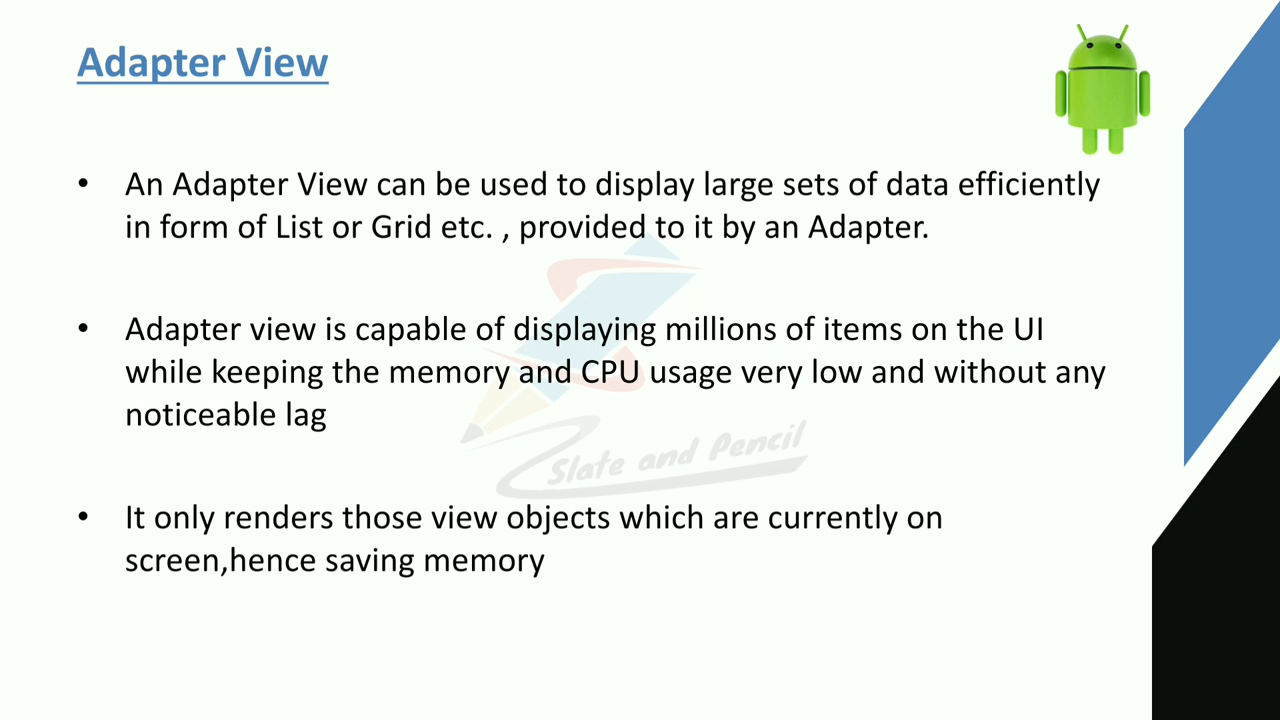 Adapter View
• An Adapter View can be used to display large sets of data efficiently
in form of List or Grid etc. , provided to it by an Adapter.
• Adapter view is capable of displaying millions of items on the UI
while keeping the memory and CPU usage very low and without any
noticeable lag
Slate and Pencil
• It only renders those view objects which are currently on
screen,hence saving memory